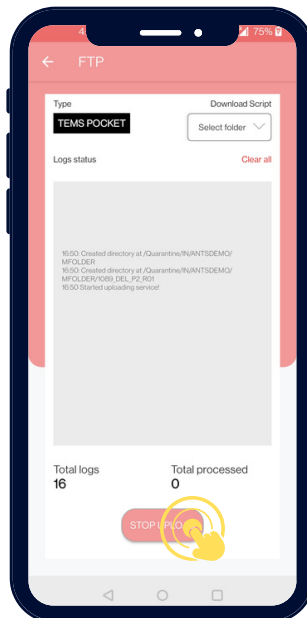 75%
FTP
Type
Download Script
TEMS POCKET
Select folder
Logs status
Clear all
16:50: Created directory at /Quarantine/IN/ANTSDEMO/
MFOLDER
16:50: Created directory at /Quarantine/IN/ANTSDEMO/
MFOLDER/1089_DEL_P2_R01
16:50 Started uploading service!
Total logs
Total processed
16
0
STOP UPLO